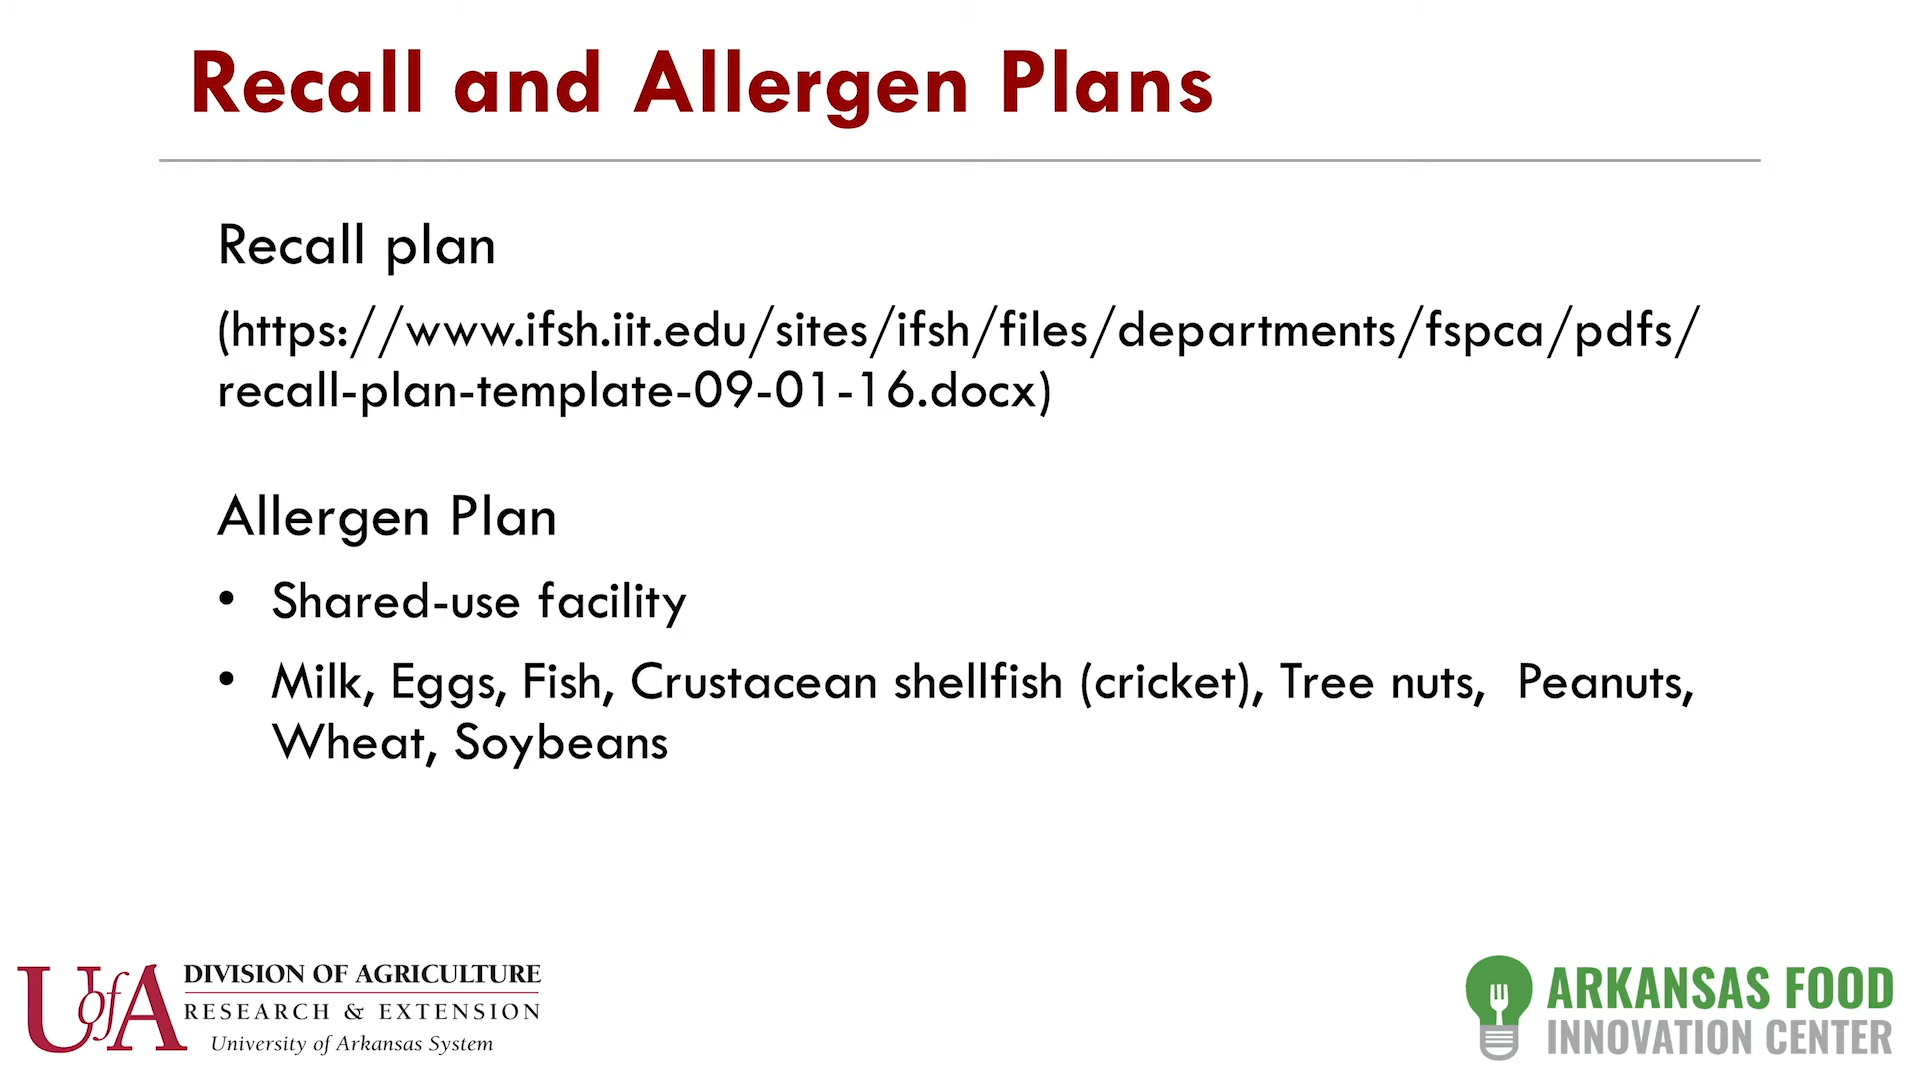 Recall and Allergen Plans
Recall plan
(https://www.ifsh.iit.edu/sites/ifsh/files/departments/fspca/pdfs/
recall-plan-template-09-01-16.docx)
Allergen Plan
• Shared-use facility
• Milk, Eggs, Fish, Crustacean shellfish (cricket), Tree nuts,  Peanuts,
Wheat, Soybeans
UofA
DIVISION OF AGRICULTURE
RESEARCH & EXTENSION
University of Arkansas System
ARKANSAS FOOD
INNOVATION CENTER